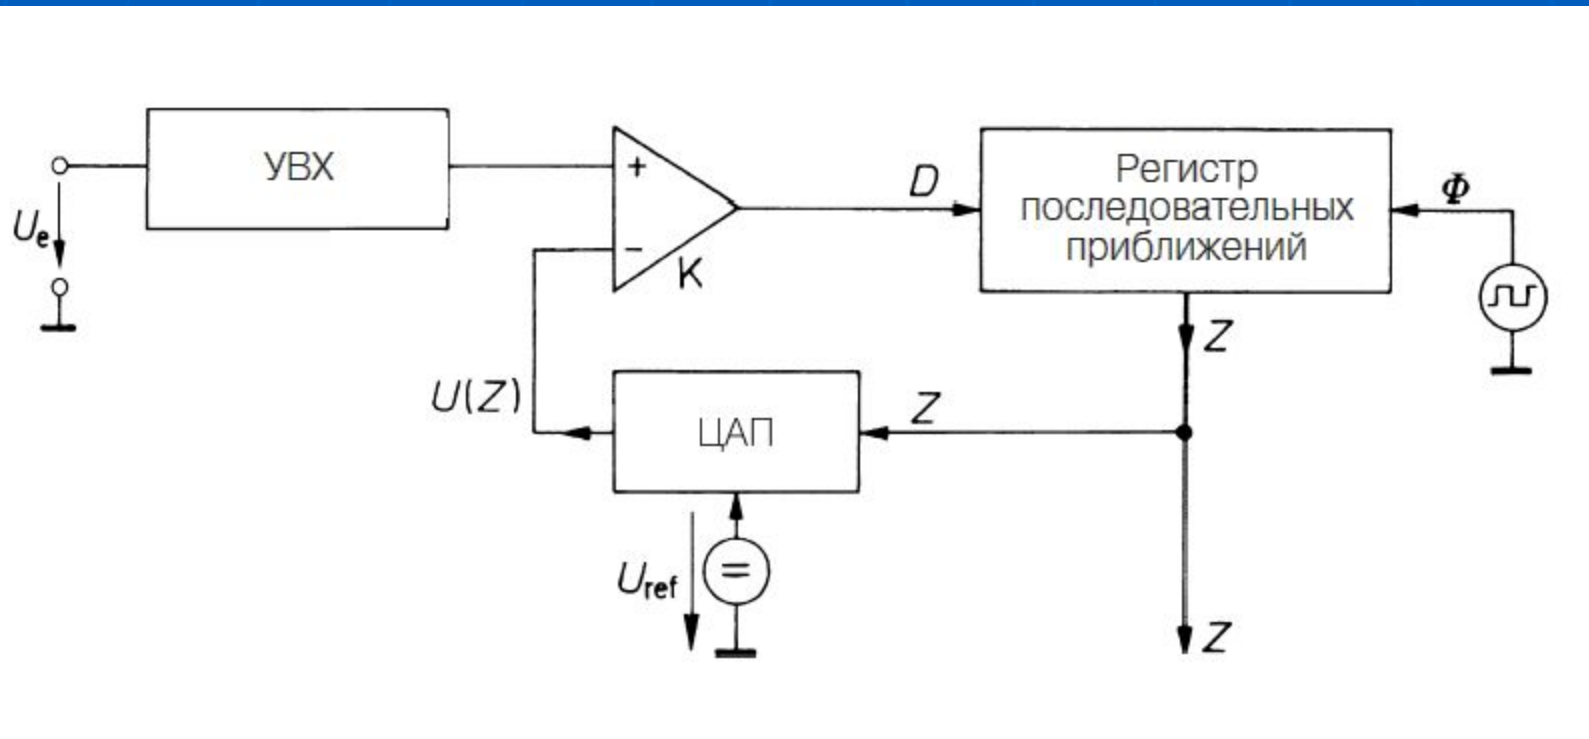 УВХ
+
−
K
D
Регистр
последовательных
приближений
Φ
Ue
U(Z)
ЦАП
Z
Z
Uref
=
Z